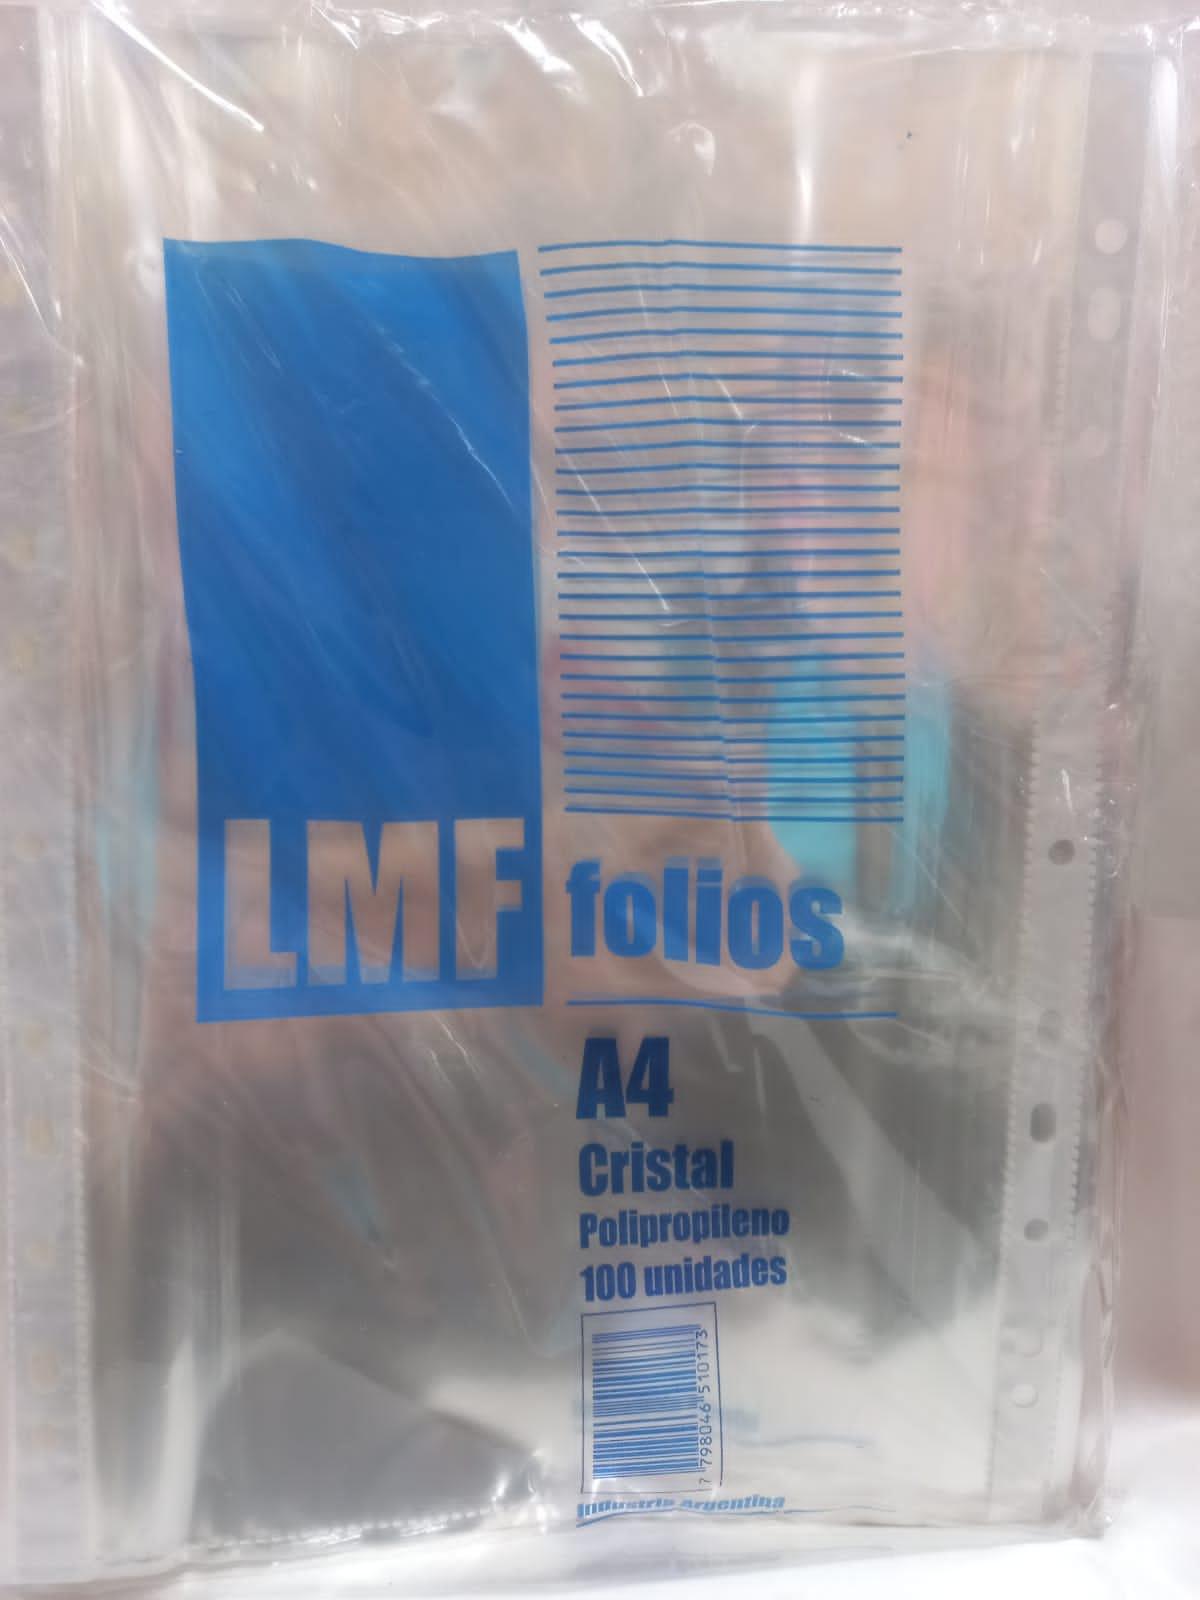 LMF folios
A4
Cristal
Polipropileno
100 unidades
7 798046 510173
Industria Argentina